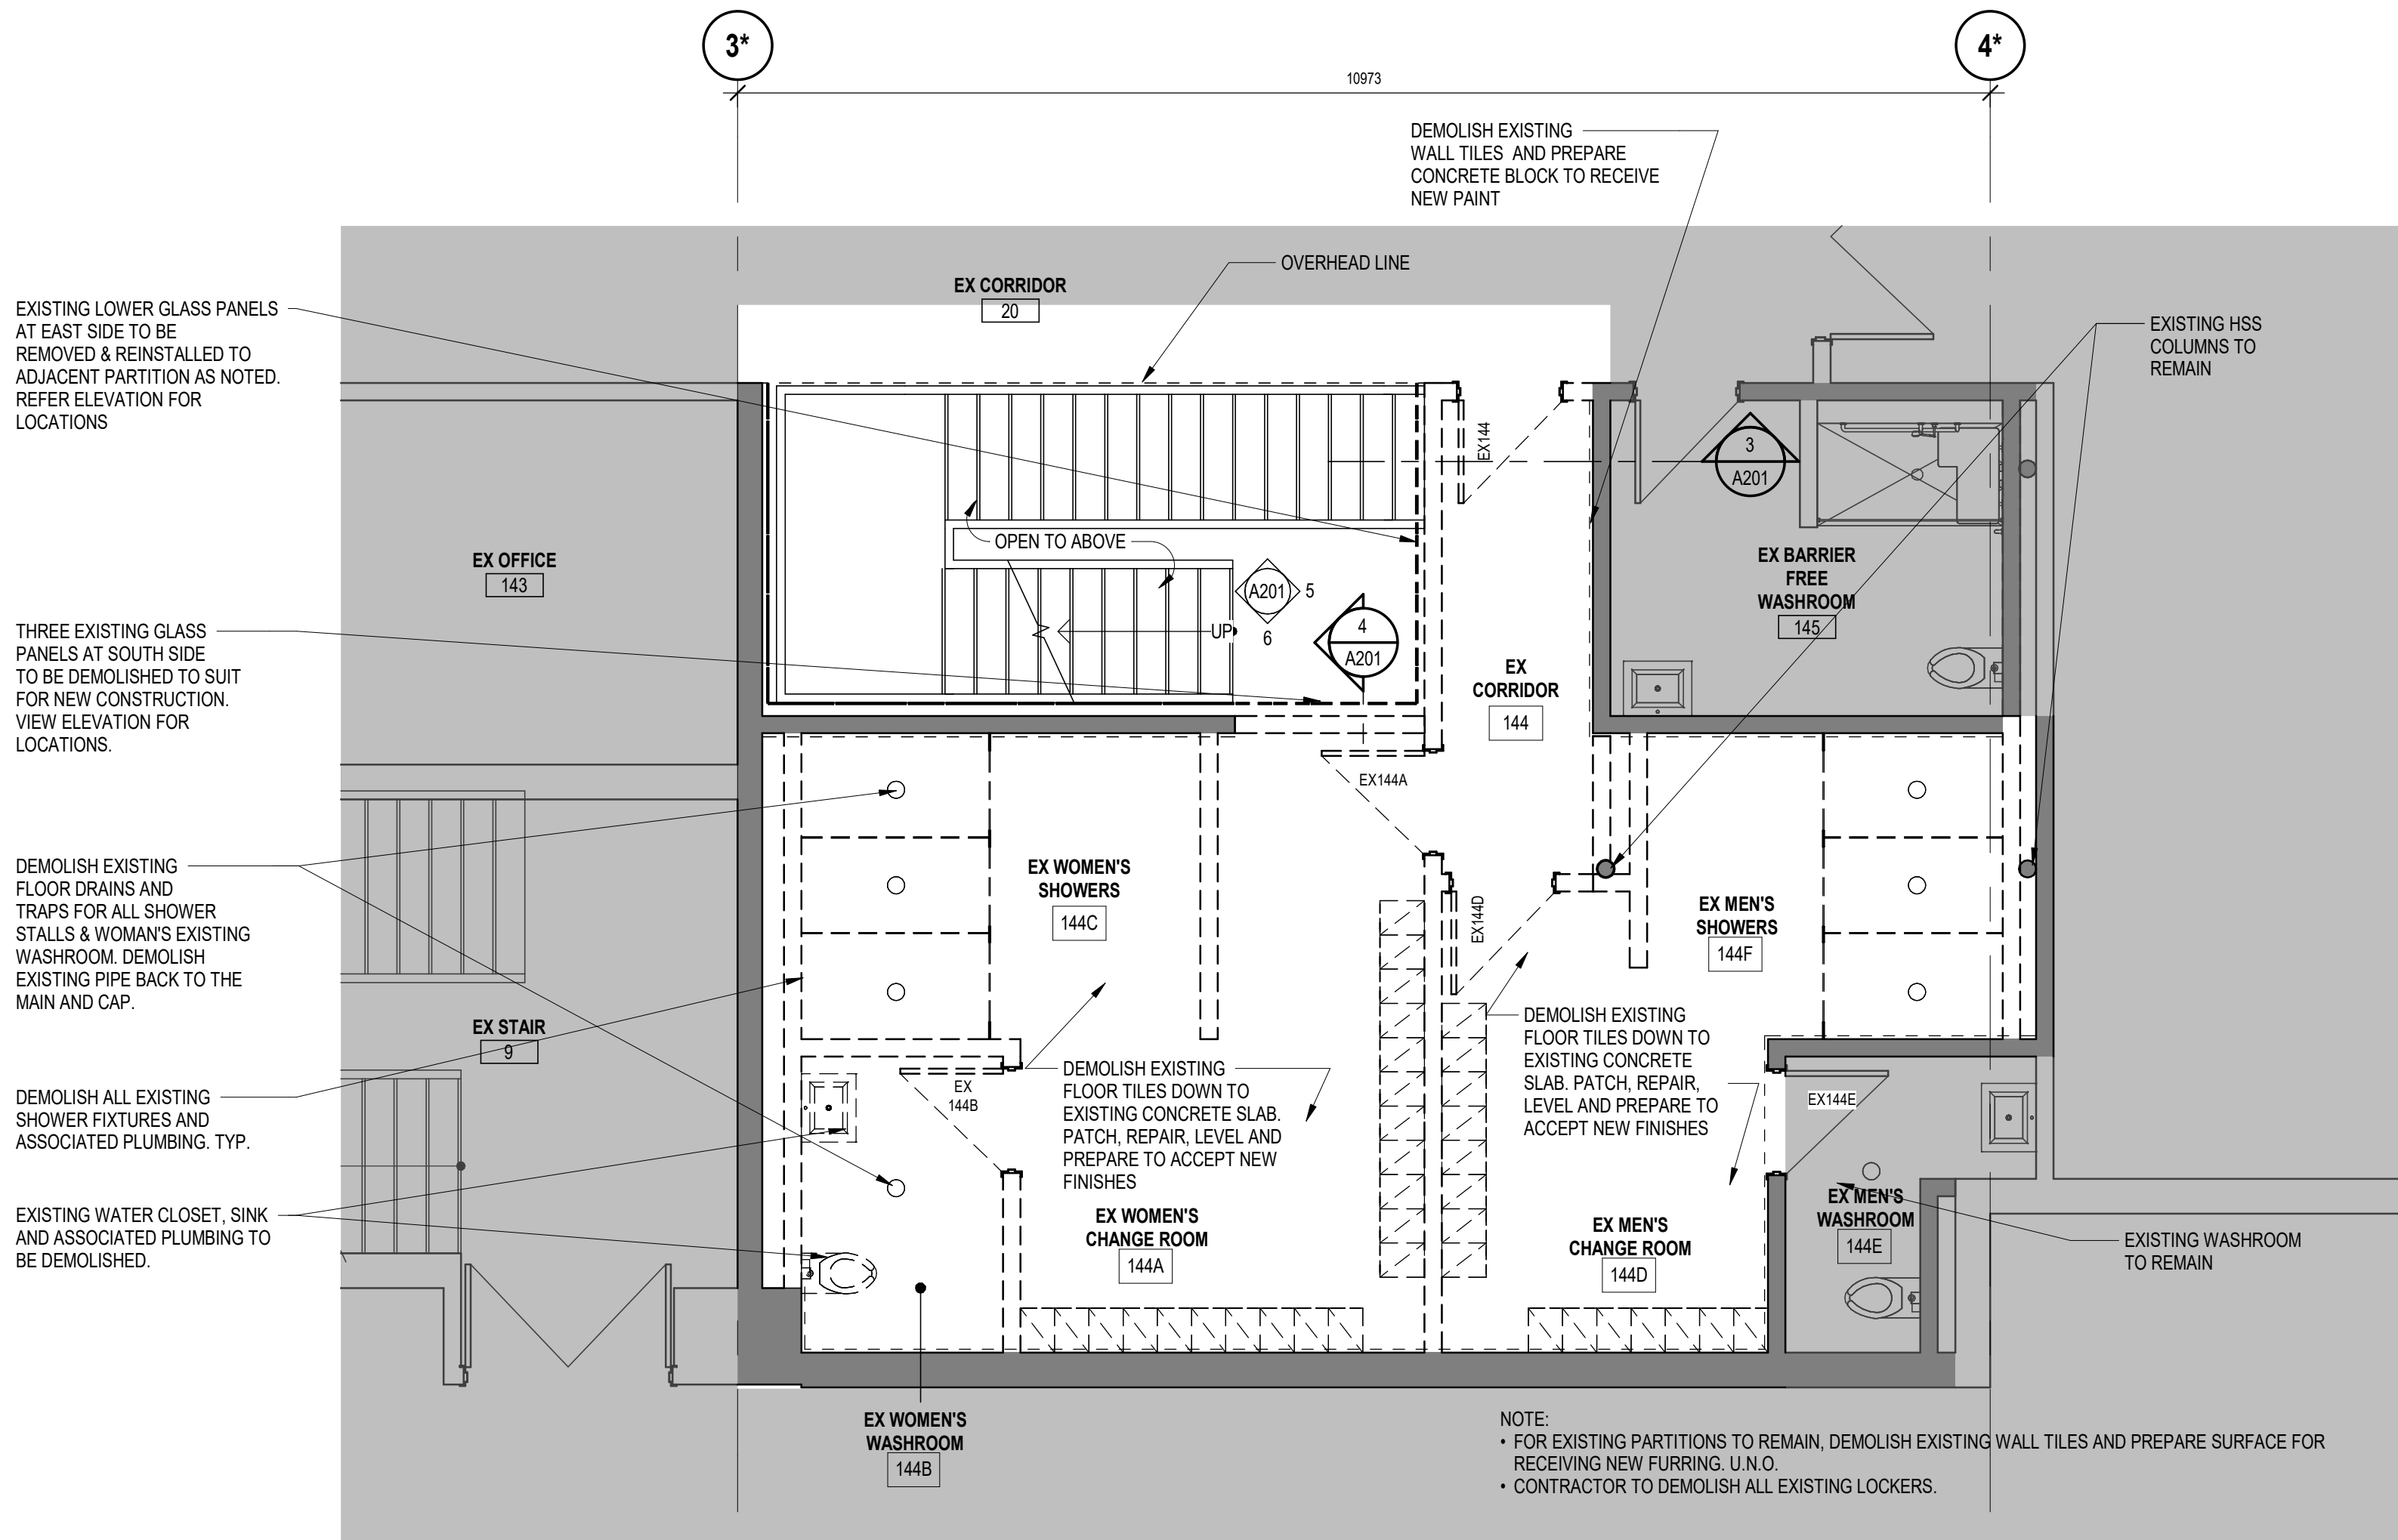 3*
4*
10973
DEMOLISH EXISTING
WALL TILES AND PREPARE
CONCRETE BLOCK TO RECEIVE
NEW PAINT
OVERHEAD LINE
EX CORRIDOR
20
EXISTING LOWER GLASS PANELS
AT EAST SIDE TO BE
REMOVED & REINSTALLED TO
ADJACENT PARTITION AS NOTED.
REFER ELEVATION FOR
LOCATIONS
EXISTING HSS
COLUMNS TO
REMAIN
EX144
3
A201
OPEN TO ABOVE
EX OFFICE
143
EX BARRIER
FREE
WASHROOM
145
A201
5
6
UP
4
A201
THREE EXISTING GLASS
PANELS AT SOUTH SIDE
TO BE DEMOLISHED TO SUIT
FOR NEW CONSTRUCTION.
VIEW ELEVATION FOR
LOCATIONS.
EX
CORRIDOR
144
EX144A
DEMOLISH EXISTING
FLOOR DRAINS AND
TRAPS FOR ALL SHOWER
STALLS & WOMAN'S EXISTING
WASHROOM. DEMOLISH
EXISTING PIPE BACK TO THE
MAIN AND CAP.
EX WOMEN'S
SHOWERS
144C
EX144D
EX MEN'S
SHOWERS
144F
EX STAIR
9
DEMOLISH EXISTING
FLOOR TILES DOWN TO
EXISTING CONCRETE
SLAB. PATCH, REPAIR,
LEVEL AND PREPARE TO
ACCEPT NEW FINISHES
DEMOLISH EXISTING
FLOOR TILES DOWN TO
EXISTING CONCRETE SLAB.
PATCH, REPAIR, LEVEL AND
PREPARE TO ACCEPT NEW
FINISHES
EX
144B
EX144E
DEMOLISH ALL EXISTING
SHOWER FIXTURES AND
ASSOCIATED PLUMBING. TYP.
EXISTING WATER CLOSET, SINK
AND ASSOCIATED PLUMBING TO
BE DEMOLISHED.
EX WOMEN'S
CHANGE ROOM
144A
EX MEN'S
CHANGE ROOM
144D
EX MEN'S
WASHROOM
144E
EXISTING WASHROOM
TO REMAIN
EX WOMEN'S
WASHROOM
144B
NOTE:
• FOR EXISTING PARTITIONS TO REMAIN, DEMOLISH EXISTING WALL TILES AND PREPARE SURFACE FOR
RECEIVING NEW FURRING. U.N.O.
• CONTRACTOR TO DEMOLISH ALL EXISTING LOCKERS.